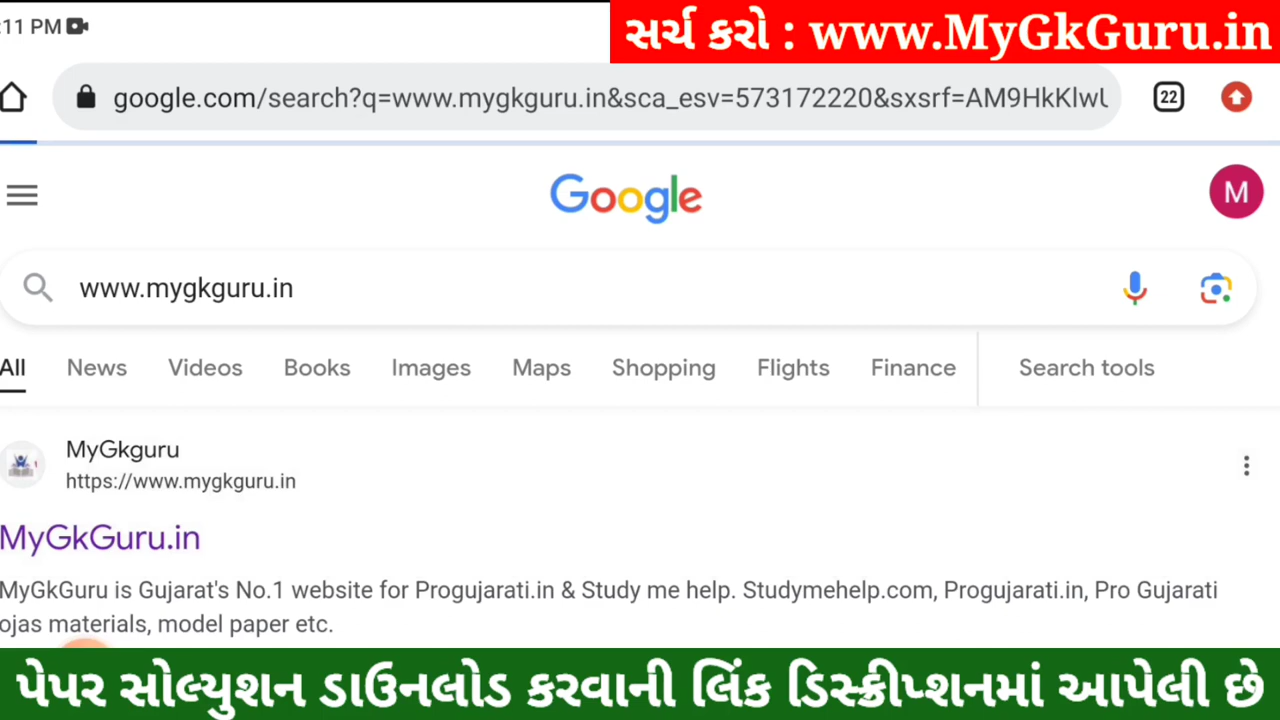 :11 PM
સર્ચ કરો : www.MyGkGuru.in
google.com/search?q=www.mygkguru.in&sca_esv=573172220&sxsrf=AM9HkKlwU
22
Google
M
www.mygkguru.in
All News Videos Books Images Maps Shopping Flights Finance Search tools
MyGkguru
https://www.mygkguru.in
MyGkGuru.in
MyGkGuru is Gujarat's No.1 website for Progujarati.in & Study me help. Studymehelp.com, Progujarati.in, Pro Gujarati
ojas materials, model paper etc.
પેપર સોલ્યુશન ડાઉનલોડ કરવાની લિંક ડિસ્ક્રીપ્શનમાં આપેલી છે